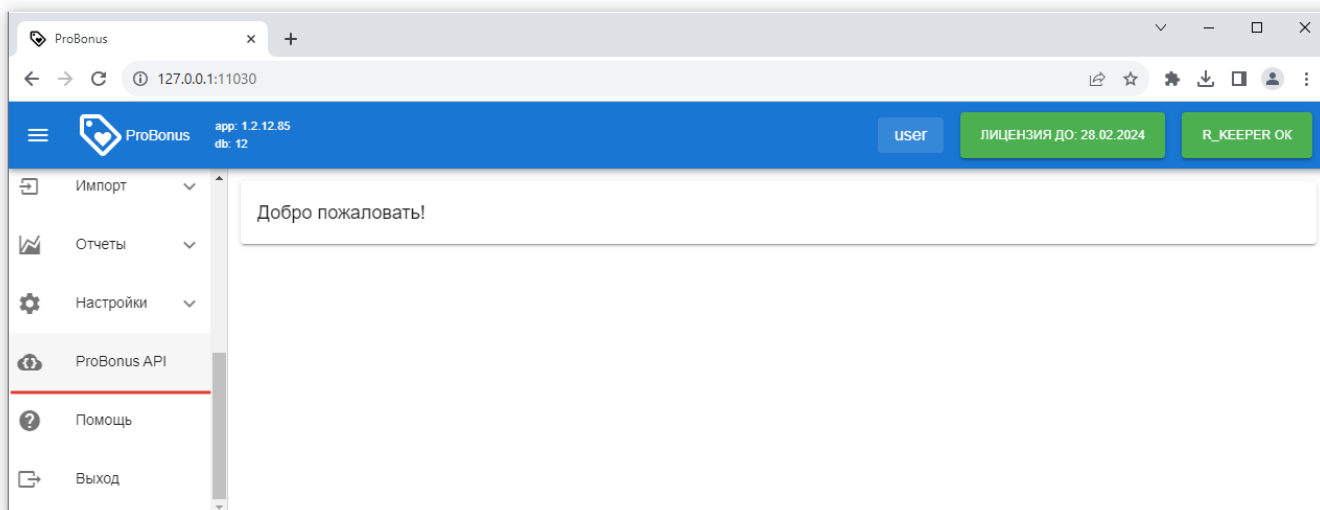 ProBonus
127.0.0.1:11030
ProBonus
app: 1.2.12.85
db: 12
user
ЛИЦЕНЗИЯ ДО: 28.02.2024
R_KEEPER OK
Импорт
Добро пожаловать!
Отчеты
Настройки
ProBonus API
Помощь
Выход